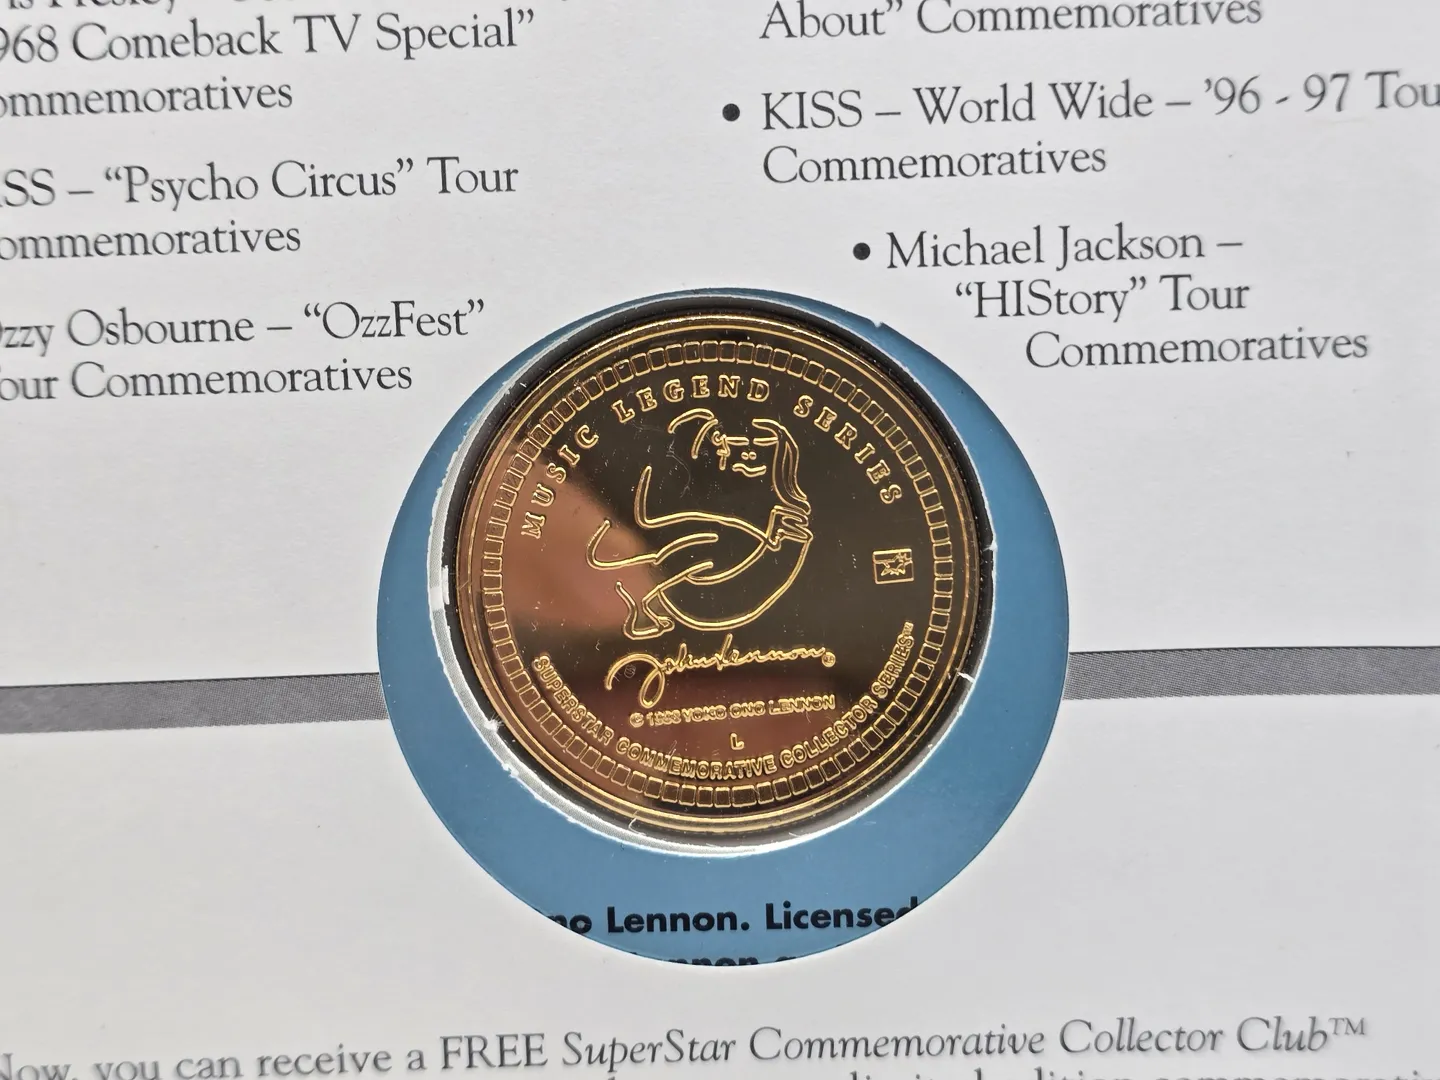 968 Comeback TV Special”
ommemoratives
SS – “Psycho Circus” Tour
ommemoratives
zzy Osbourne – “OzzFest”
our Commemoratives
About” Commemoratives
• KISS – World Wide – ’96 - 97 Tou
Commemoratives
• Michael Jackson –
“HIStory” Tour
Commemoratives
MUSIC LEGEND SERIES
John Lennon
YOKO ONO LENNON
L
SUPERSTAR COMMEMORATIVE COLLECTOR SERIES™
no Lennon. Licensed
Now, you can receive a FREE SuperStar Commemorative Collector Club™